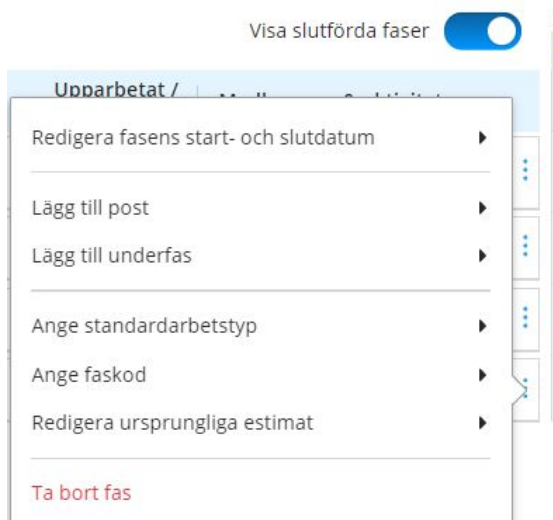 Visa slutförda faser
Upparbetat /
Redigera fasens start- och slutdatum
Lägg till post
Lägg till underfas
Ange standardarbetstyp
Ange faskod
Redigera ursprungliga estimat
Ta bort fas